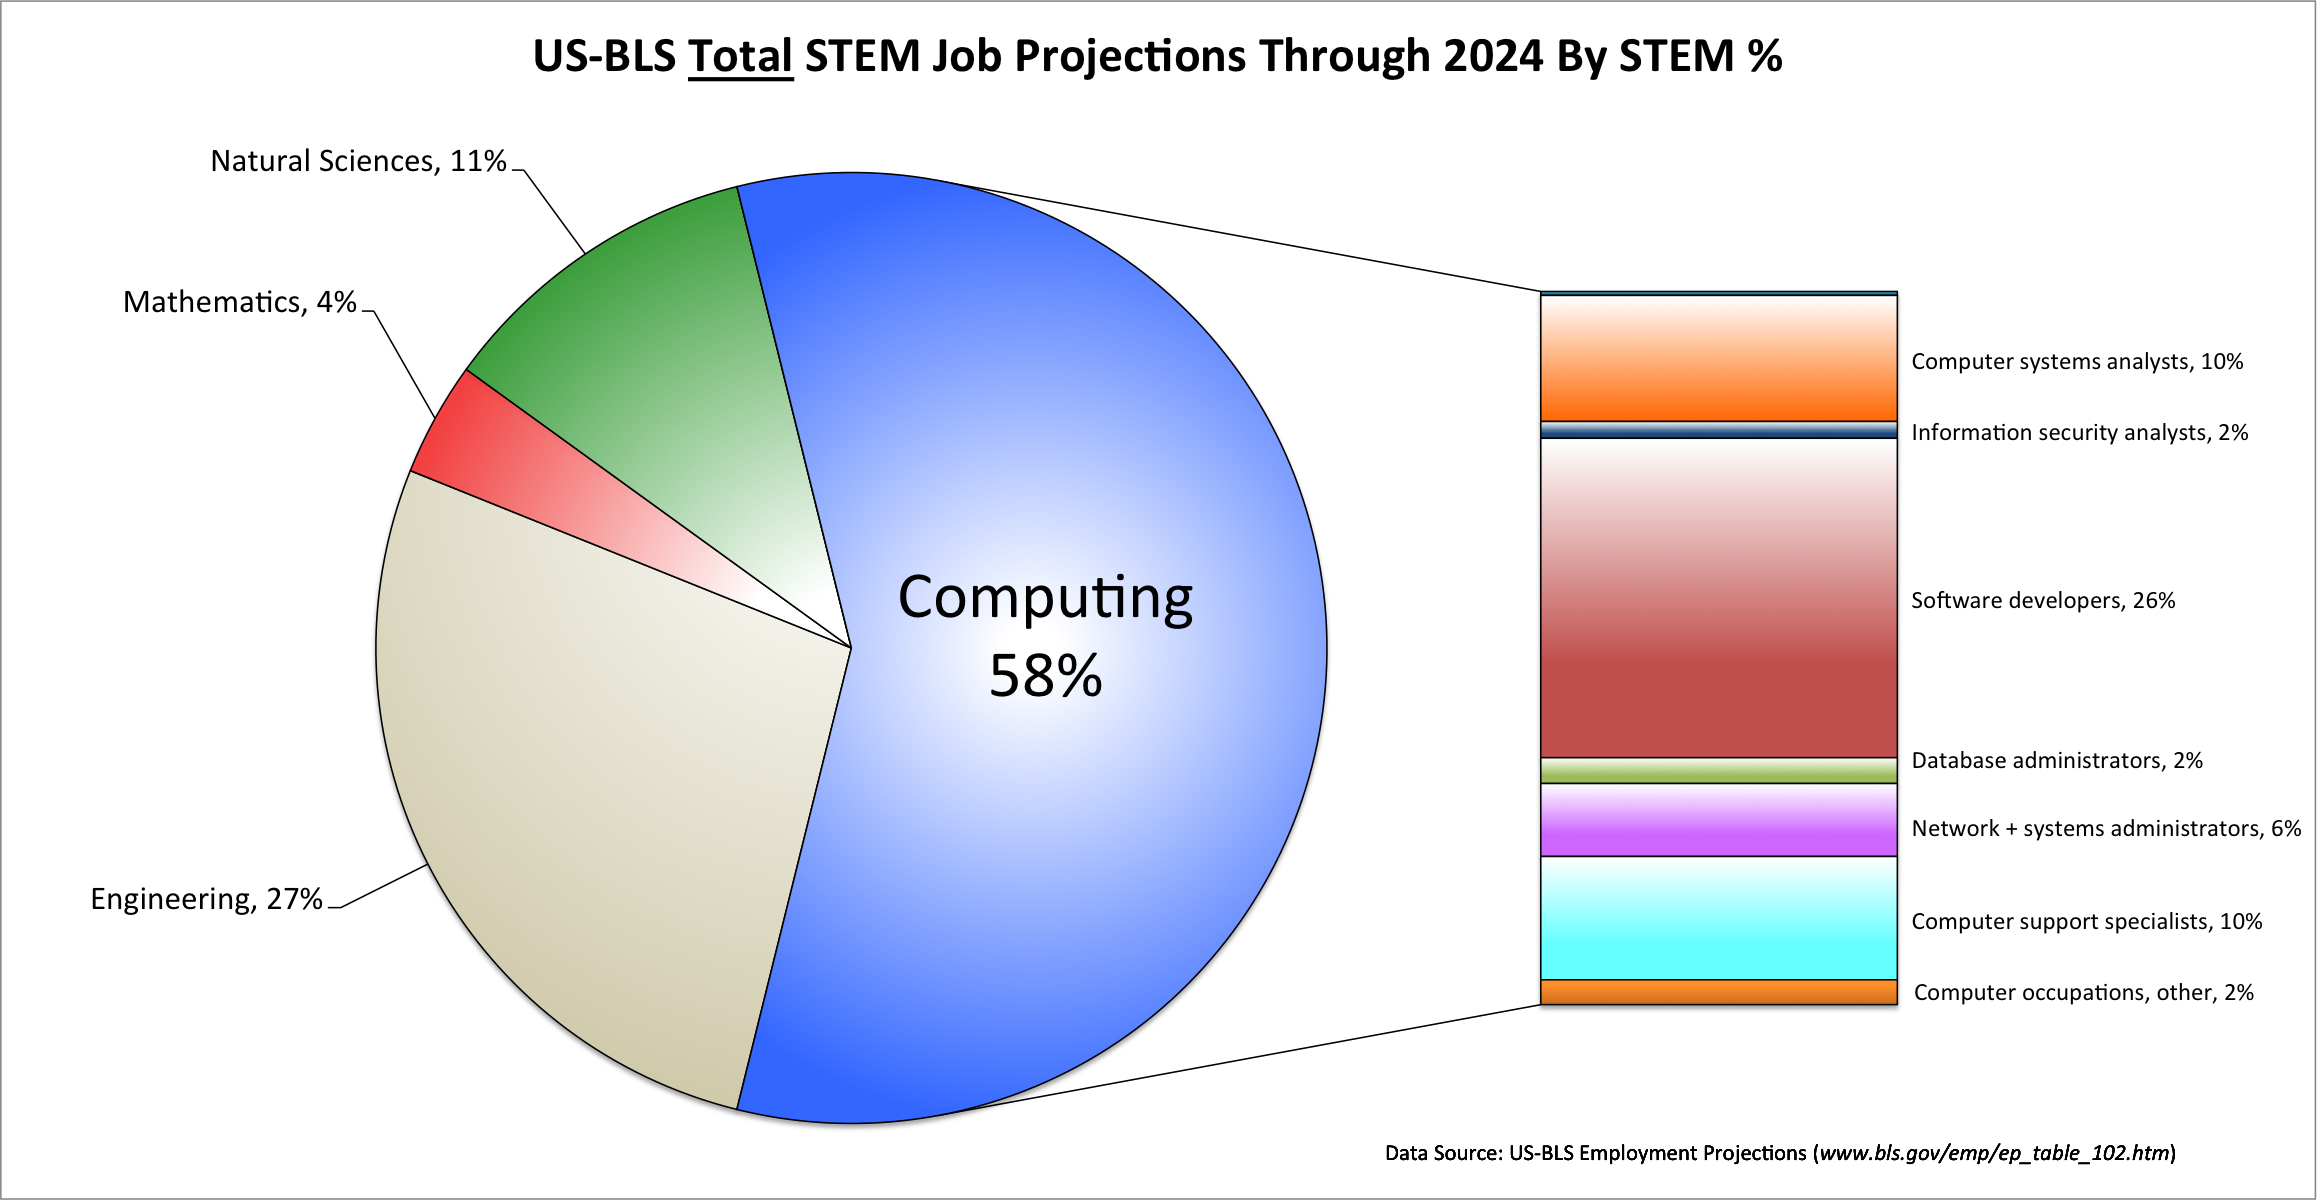 US-BLS Total STEM Job Projections Through 2024 By STEM %
Natural Sciences, 11%
Mathematics, 4%
Engineering, 27%
Computing
58%
Computer systems analysts, 10%
Information security analysts, 2%
Software developers, 26%
Database administrators, 2%
Network + systems administrators, 6%
Computer support specialists, 10%
Computer occupations, other, 2%
Data Source: US-BLS Employment Projections (www.bls.gov/emp/ep_table_102.htm)